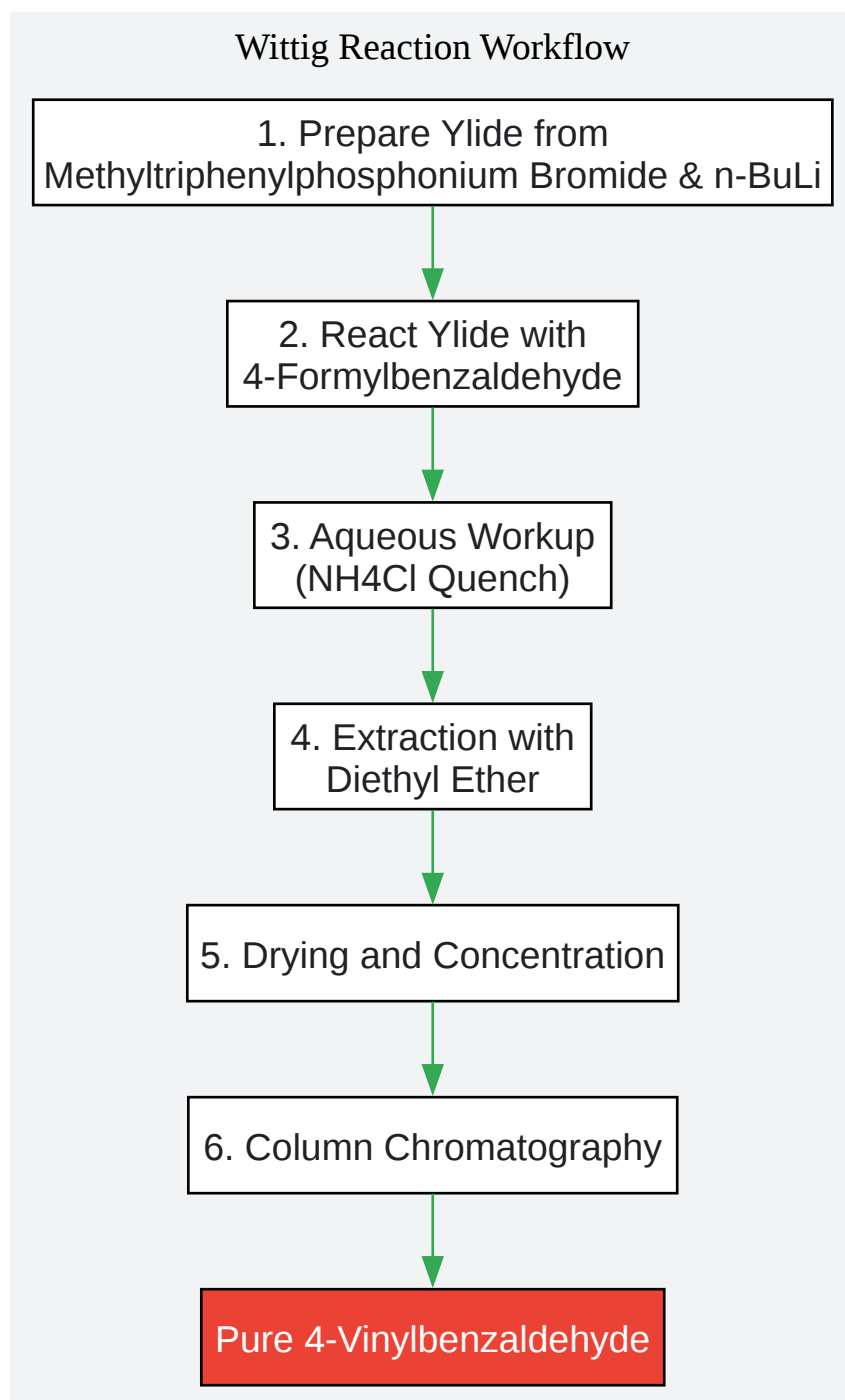 Wittig Reaction Workflow
1. Prepare Ylide from
Methyltriphenylphosphonium Bromide & n-BuLi
2. React Ylide with
4-Formylbenzaldehyde
3. Aqueous Workup
(NH4Cl Quench)
4. Extraction with
Diethyl Ether
5. Drying and Concentration
6. Column Chromatography
Pure 4-Vinylbenzaldehyde